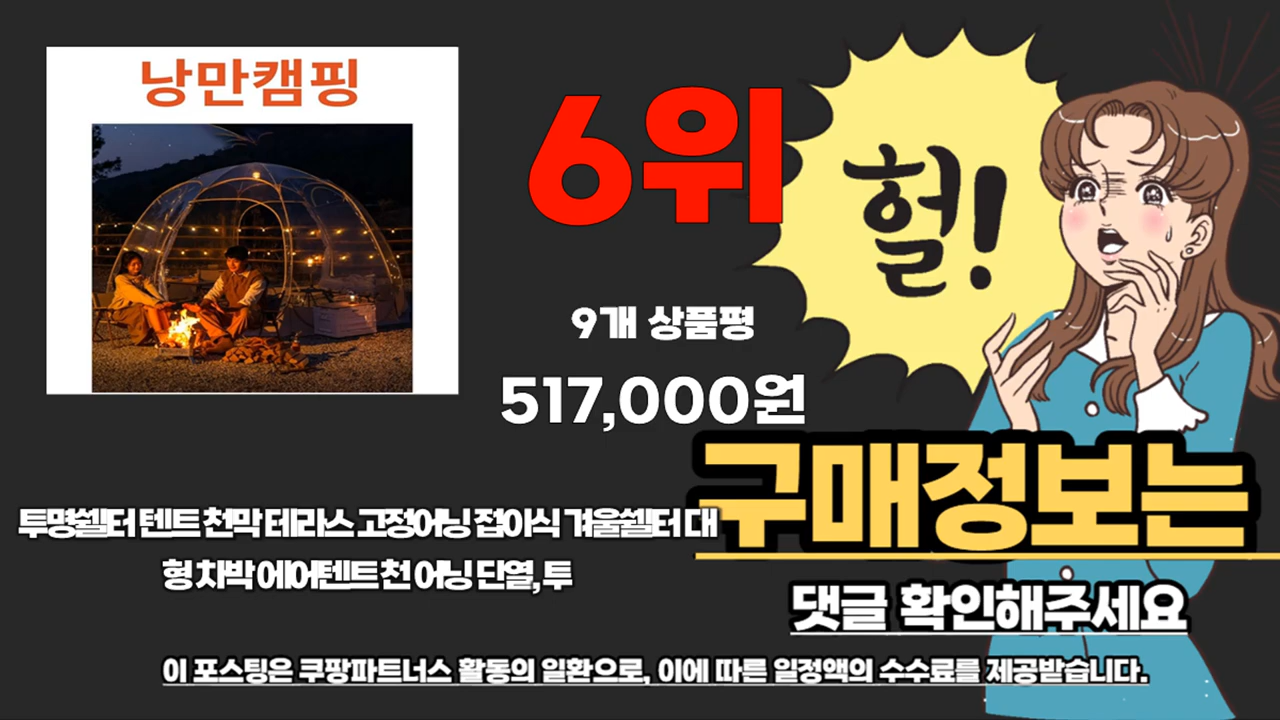 낭만캠핑
6위
헐!
9개 상품평
517,000원
구매정보는
투명쉘터 텐트 천막 테라스 고정어닝 접이식 겨울쉘터 대
형 차박 에어텐트천 어닝 단열, 투
댓글 확인해주세요
이 포스팅은 쿠팡파트너스 활동의 일환으로, 이에 따른 일정액의 수수료를 제공받습니다.